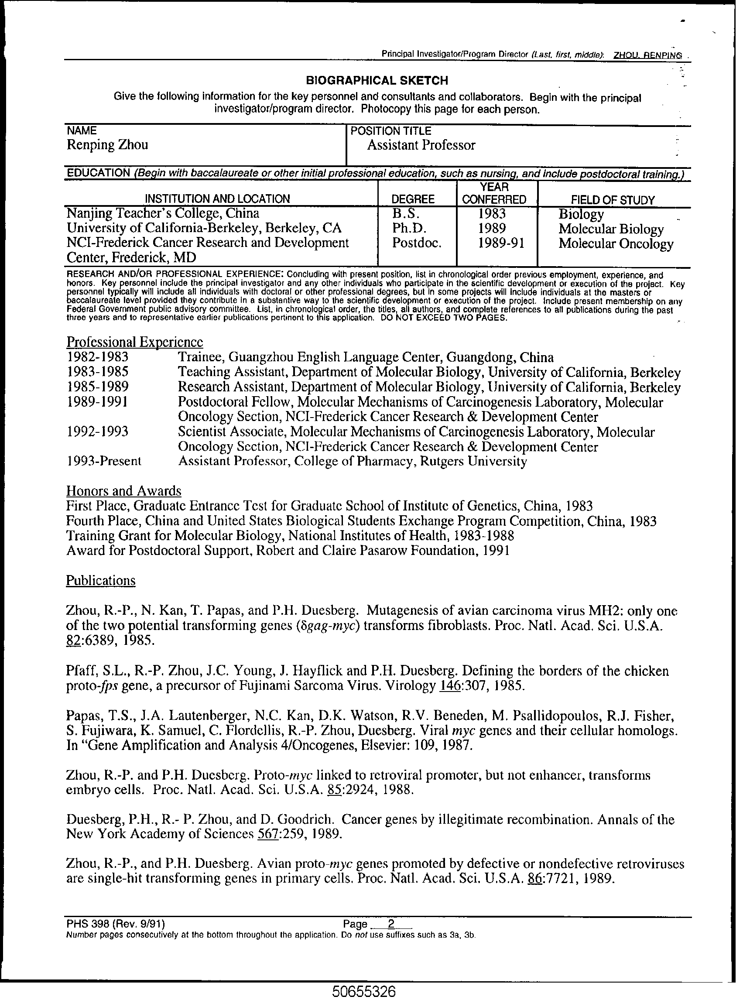 Principal Investigator/Program Director (Last, first, middle): ZHOU, RENPING
BIOGRAPHICAL SKETCH
Give the following information for the key personnel and consultants and collaborators. Begin with the principal
investigator/program director. Photocopy this page for each person.
NAME POSITION TITLE
Renping Zhou Assistant Professor
EDUCATION (Begin with baccalaureate or other initial professional education, such as nursing, and include postdoctoral training.)
INSTITUTION AND LOCATION DEGREE YEAR CONFERRED FIELD OF STUDY
Nanjing Teacher's College, China B.S. 1983 Biology
University of California-Berkeley, Berkeley, CA Ph.D. 1989 Molecular Biology
NCI-Frederick Cancer Research and Development Postdoc. 1989-91 Molecular Oncology
Center, Frederick, MD
RESEARCH AND/OR PROFESSIONAL EXPERIENCE: Concluding with present position, list in chronological order previous employment, experience, and
honors. Key personnel include the principal investigator and any other individuals who participate in the scientific development or execution of the project. Key
personnel typically will include all individuals with doctoral or other professional degrees, but in some projects will include individuals at the masters or
baccalaureate level provided they contribute in a substantive way to the scientific development or execution of the project. Include present membership on any
Federal Government public advisory committee. List, in chronological order, the titles, all authors, and complete references to all publications during the past
three years and to representative earlier publications pertinent to this application. DO NOT EXCEED TWO PAGES.
Professional Experience
1982-1983 Trainee, Guangzhou English Language Center, Guangdong, China
1983-1985 Teaching Assistant, Department of Molecular Biology, University of California, Berkeley
1985-1989 Research Assistant, Department of Molecular Biology, University of California, Berkeley
1989-1991 Postdoctoral Fellow, Molecular Mechanisms of Carcinogenesis Laboratory, Molecular
Oncology Section, NCI-Frederick Cancer Research & Development Center
1992-1993 Scientist Associate, Molecular Mechanisms of Carcinogenesis Laboratory, Molecular
Oncology Section, NCI-Frederick Cancer Research & Development Center
1993-Present Assistant Professor, College of Pharmacy, Rutgers University
Honors and Awards
First Place, Graduate Entrance Test for Graduate School of Institute of Genetics, China, 1983
Fourth Place, China and United States Biological Students Exchange Program Competition, China, 1983
Training Grant for Molecular Biology, National Institutes of Health, 1983-1988
Award for Postdoctoral Support, Robert and Claire Pasarow Foundation, 1991
Publications
Zhou, R.-P., N. Kan, T. Papas, and P.H. Duesberg. Mutagenesis of avian carcinoma virus MH2: only one
of the two potential transforming genes (δgag-myc) transforms fibroblasts. Proc. Natl. Acad. Sci. U.S.A.
82:6389, 1985.
Pfaff, S.L., R.-P. Zhou, J.C. Young, J. Hayflick and P.H. Duesberg. Defining the borders of the chicken
proto-fps gene, a precursor of Fujinami Sarcoma Virus. Virology 146:307, 1985.
Papas, T.S., J.A. Lautenberger, N.C. Kan, D.K. Watson, R.V. Beneden, M. Psallidopoulos, R.J. Fisher,
S. Fujiwara, K. Samuel, C. Flordellis, R.-P. Zhou, Duesberg. Viral myc genes and their cellular homologs.
In "Gene Amplification and Analysis 4/Oncogenes, Elsevier: 109, 1987.
Zhou, R.-P. and P.H. Duesberg. Proto-myc linked to retroviral promoter, but not enhancer, transforms
embryo cells. Proc. Natl. Acad. Sci. U.S.A. 85:2924, 1988.
Duesberg, P.H., R.- P. Zhou, and D. Goodrich. Cancer genes by illegitimate recombination. Annals of the
New York Academy of Sciences 567:259, 1989.
Zhou, R.-P., and P.H. Duesberg. Avian proto-myc genes promoted by defective or nondefective retroviruses
are single-hit transforming genes in primary cells. Proc. Natl. Acad. Sci. U.S.A. 86:7721, 1989.
PHS 398 (Rev. 9/91) Page 2
Number pages consecutively at the bottom throughout the application. Do not use suffixes such as 3a, 3b.
50655326